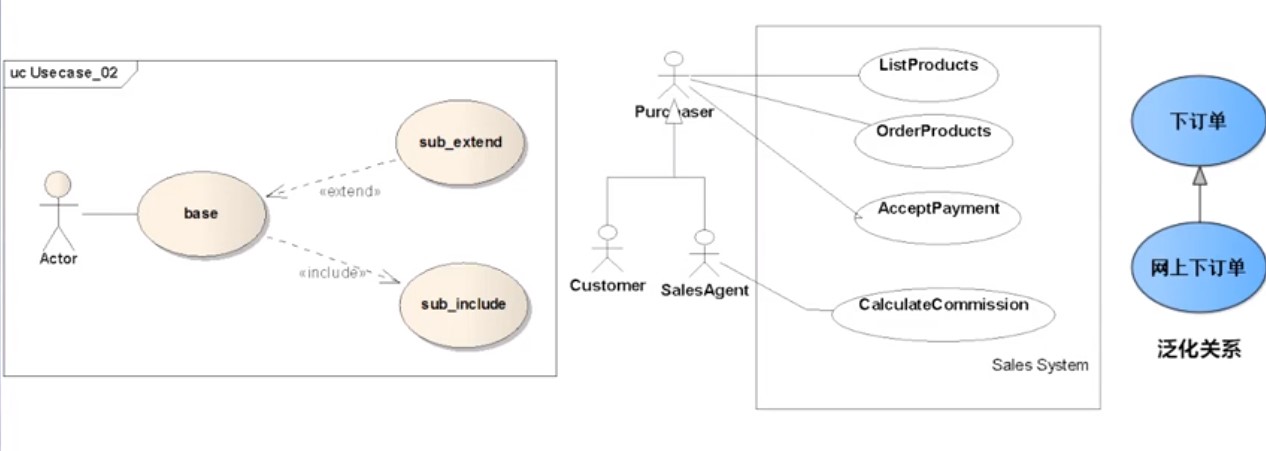 uc Usecase_02
sub_extend
«extend»
base
Actor
«include»
sub_include
Purchaser
Customer
SalesAgent
ListProducts
OrderProducts
AcceptPayment
CalculateCommission
Sales System
下订单
网上下订单
泛化关系